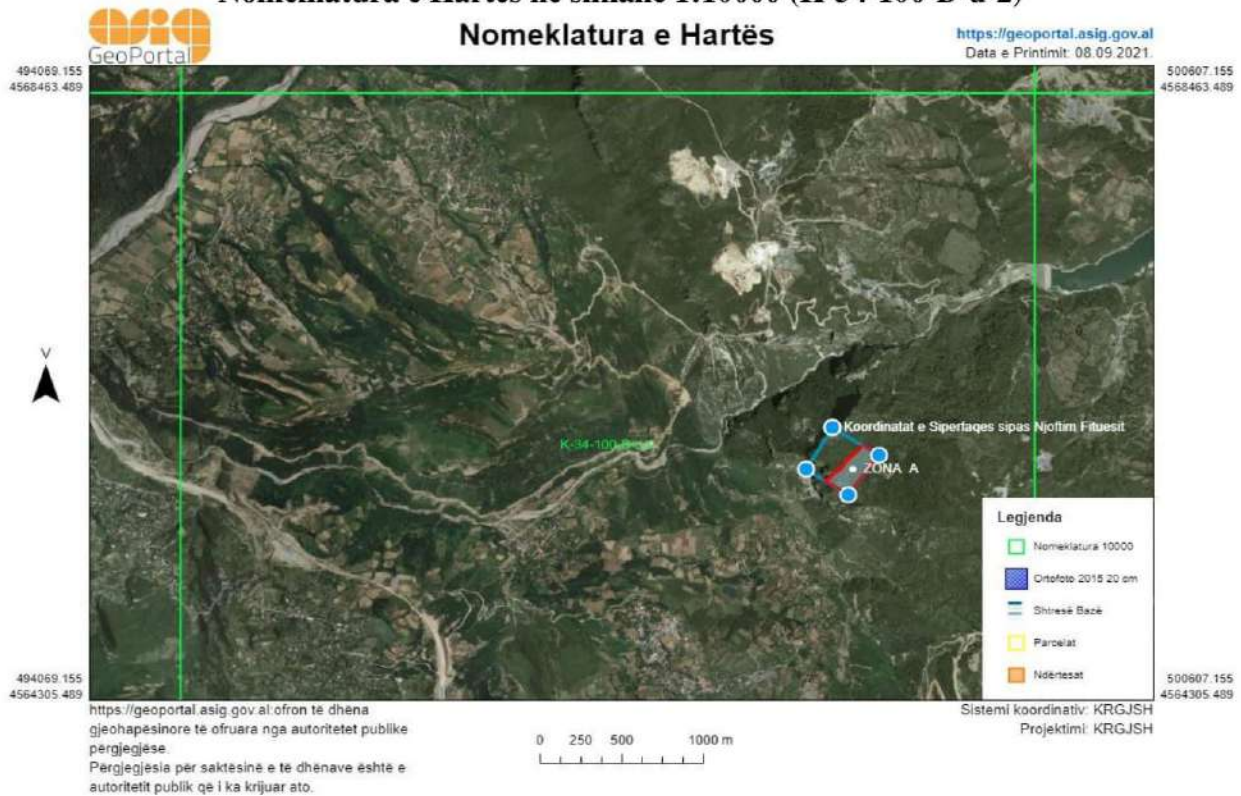 Nomeklatura e Hartës
asig
GeoPortal
https://geoportal.asig.gov.al
Data e Printimit: 08.09.2021.
494069.155
4568463.489
500607.155
4568463.489
V
Koordinatat e Siperfaqes sipas Njoftim Fituesit
K-34-100
ZONA A
Legjenda
Nomeklatura 10000
Ortofoto 2015 20 cm
Shtresë Bazë
Parcelat
Ndërtesat
494069.155
4564305.489
500607.155
4564305.489
https://geoportal.asig.gov.al:ofron të dhëna
gjeohapësinore të ofruara nga autoritetet publike
përgjegjëse.
Përgjegjësia për saktësinë e të dhënave është e
autoritetit publik që i ka krijuar ato.
0 250 500 1000 m
Sistemi koordinativ: KRGJSH
Projektimi: KRGJSH